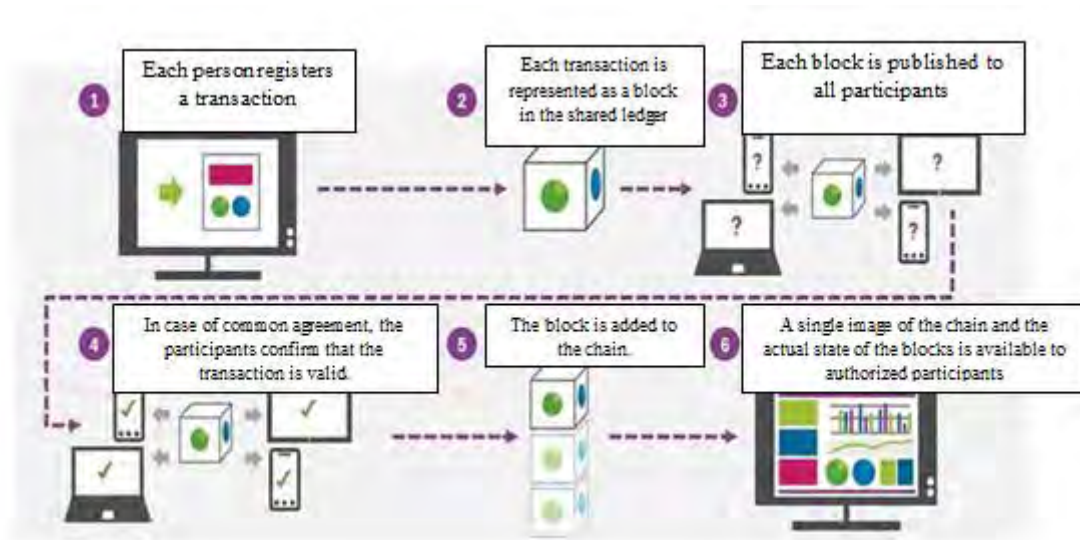 1
Each person registers
a transaction
2
Each transaction is
represented as a block
in the shared ledger
3
Each block is published to
all participants
?
?
?
?
4
In case of common agreement, the
participants confirm that the
transaction is valid.
5
The block is added to
the chain.
6
A single image of the chain and the
actual state of the blocks is available to
authorized participants